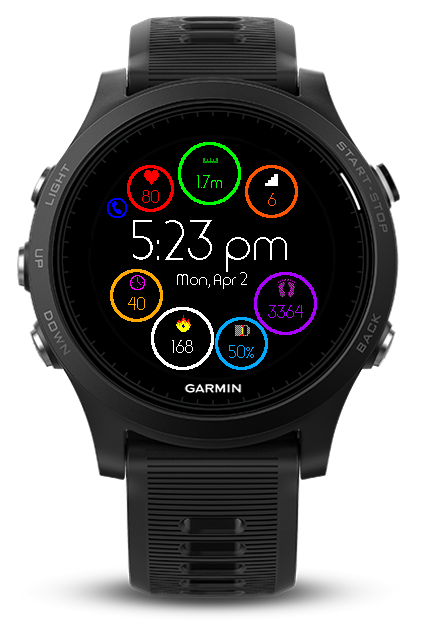 LIGHT
START·STOP
UP
DOWN
BACK
1.7m
80
6
5:23 pm
Mon, Apr 2
40
3364
168
50%
GARMIN